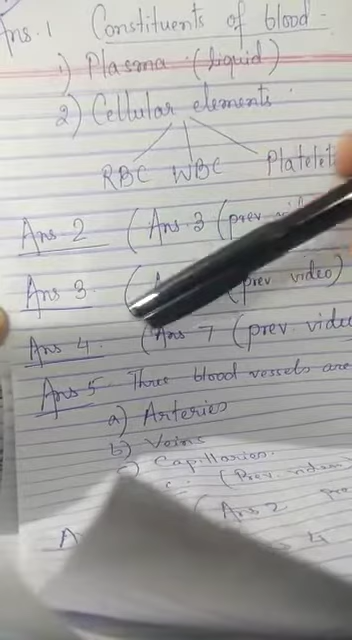 Ans. 1 Constituents of blood -
1) Plasma (liquid)
2) Cellular elements
RBC WBC Platelet
Ans 2 (Ans. 3 (prev.
Ans 3. (prev. video)
Ans 4. (Ans 7 (prev. video
Ans 5 Three blood vessels are
a) Arteries
b) Veins
c) Capillaries.
(Prev.
(Ans 2
4